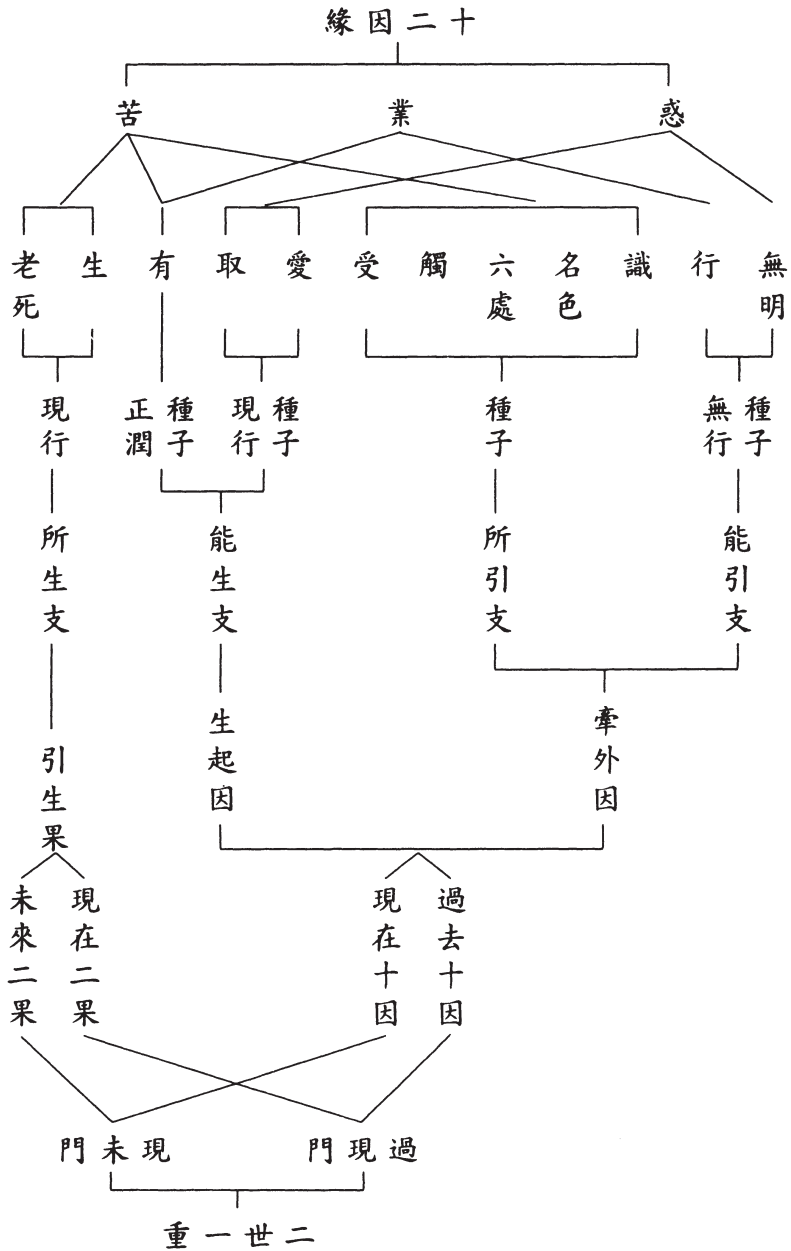 十二因緣
惑
業
苦
無明
行
識
名色
六處
觸
受
愛
取
有
生
老死
種子
無行
種子
種子
現行
種子
正潤
現行
能引支
所引支
能生支
所生支
牽外因
生起因
引生果
過去十因
現在十因
現在二果
未來二果
過現門
現未門
二世一重